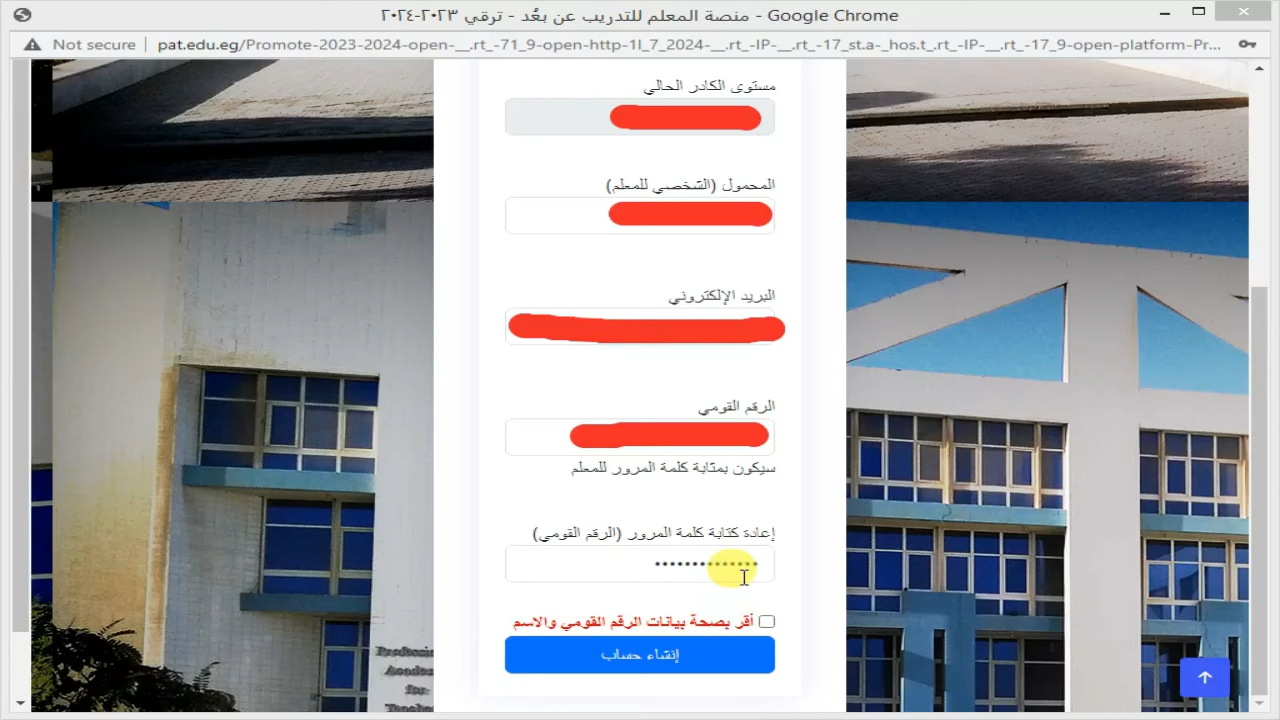 منصة المعلم للتدريب عن بعُد - ترقي ٢٠٢٣-٢٠٢٤ - Google Chrome
Not secure | pat.edu.eg/Promote-2023-2024-open-__.rt_-71_9-open-http-1l_7_2024-__.rt_-IP-__.rt_-17_st.a-_hos.t_.rt_-IP-__.rt_-17_9-open-platform-Pr...
مستوى الكادر الحالي
المحمول (الشخصي للمعلم)
البريد الإلكتروني
الرقم القومي
سيكون بمثابة كلمة المرور للمعلم
إعادة كتابة كلمة المرور (الرقم القومي)
أقر بصحة بيانات الرقم القومي والاسم
إنشاء حساب
for